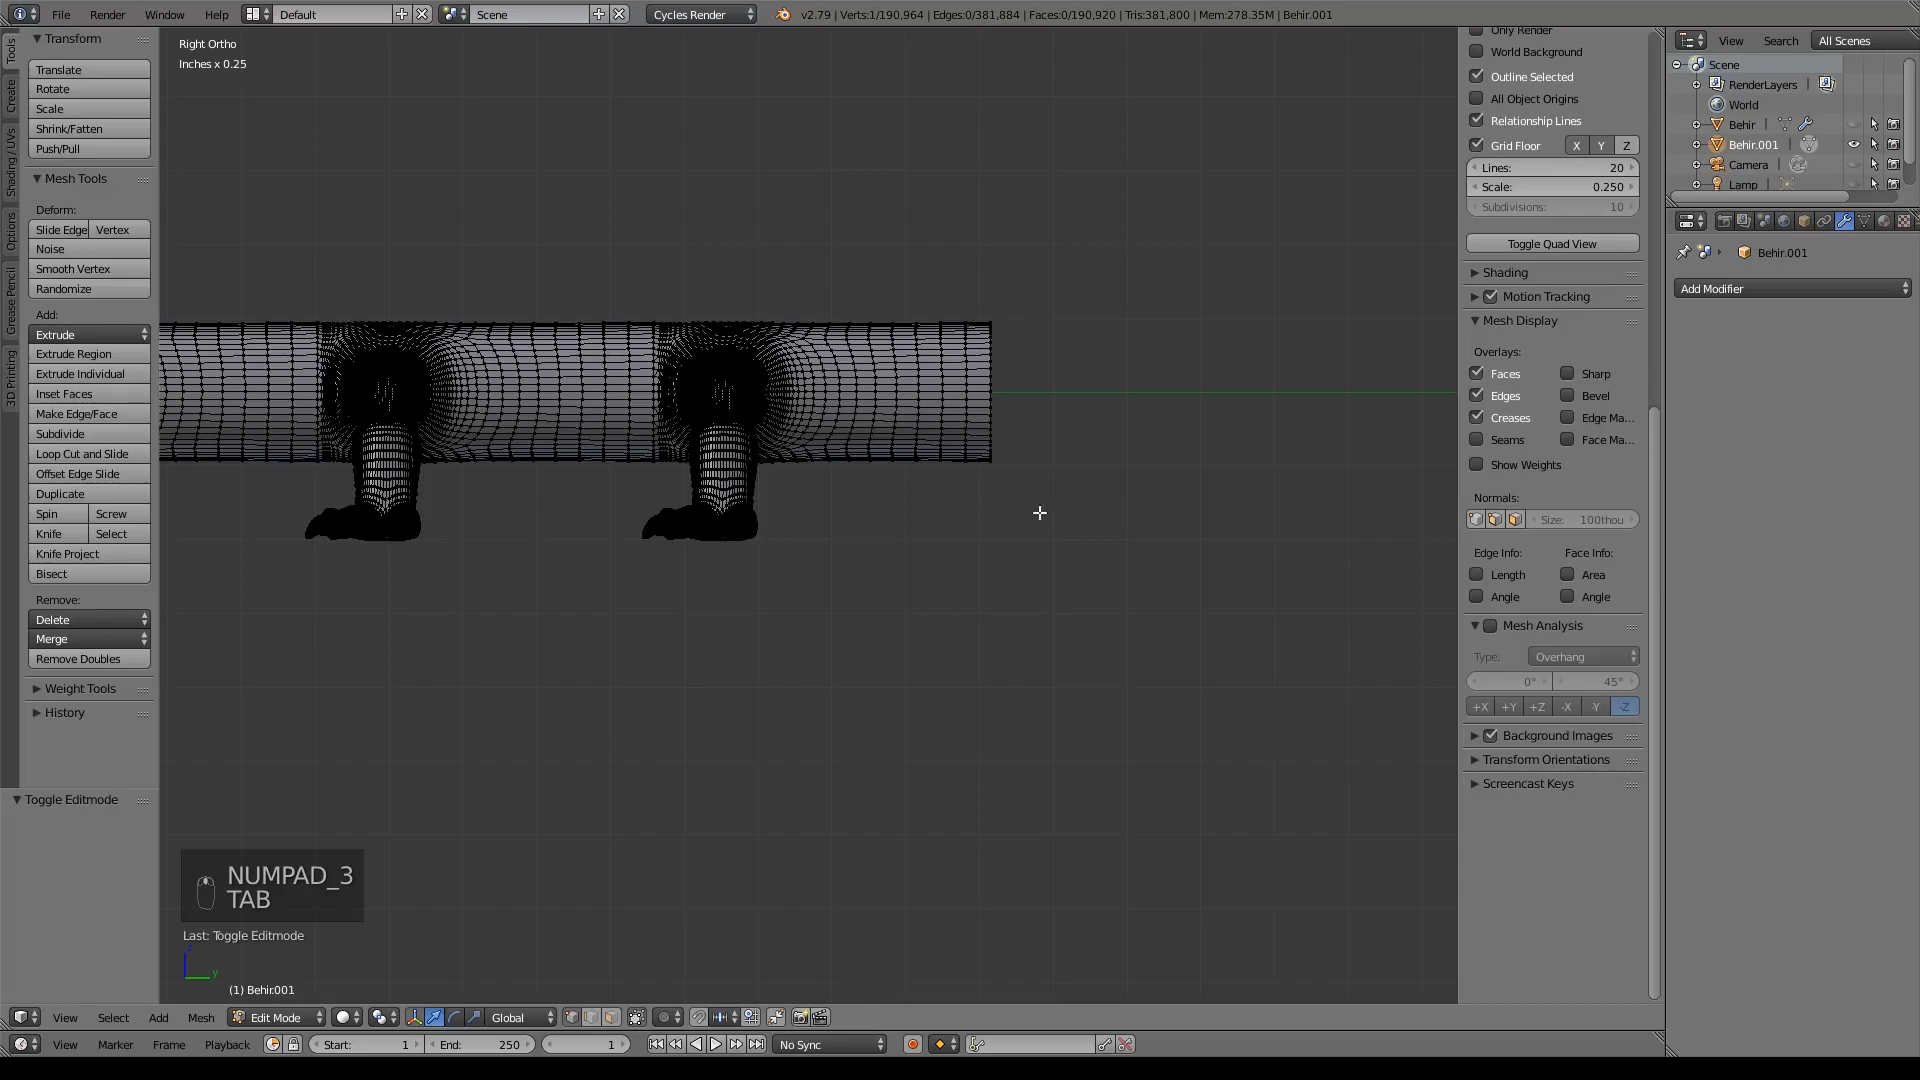 File Render Window Help Default Scene Cycles Render v2.79 | Verts:1/190,964 | Edges:0/381,884 | Faces:0/190,920 | Tris:381,800 | Mem:278.35M | Behir.001
Tools
Create
Shading / UVs
Options
Grease Pencil
3D Printing
Transform
Translate
Rotate
Scale
Shrink/Fatten
Push/Pull
Mesh Tools
Deform:
Slide Edge Vertex
Noise
Smooth Vertex
Randomize
Add:
Extrude
Extrude Region
Extrude Individual
Inset Faces
Make Edge/Face
Subdivide
Loop Cut and Slide
Offset Edge Slide
Duplicate
Spin Screw
Knife Select
Knife Project
Bisect
Remove:
Delete
Merge
Remove Doubles
Weight Tools
History
Toggle Editmode
Right Ortho
Inches x 0.25
NUMPAD_3
TAB
Last: Toggle Editmode
z
y
(1) Behir.001
Only Render
World Background
Outline Selected
All Object Origins
Relationship Lines
Grid Floor X Y Z
Lines: 20
Scale: 0.250
Subdivisions: 10
Toggle Quad View
Shading
Motion Tracking
Mesh Display
Overlays:
Faces Sharp
Edges Bevel
Creases Edge Ma...
Seams Face Ma...
Show Weights
Normals:
Size: 100thou
Edge Info: Face Info:
Length Area
Angle Angle
Mesh Analysis
Type: Overhang
0° 45°
+X +Y +Z -X -Y -Z
Background Images
Transform Orientations
Screencast Keys
View Search All Scenes
Scene
RenderLayers
World
Behir
Behir.001
Camera
Lamp
Behir.001
Add Modifier
View Select Add Mesh Edit Mode Global
View Marker Frame Playback Start: 1 End: 250 1 No Sync